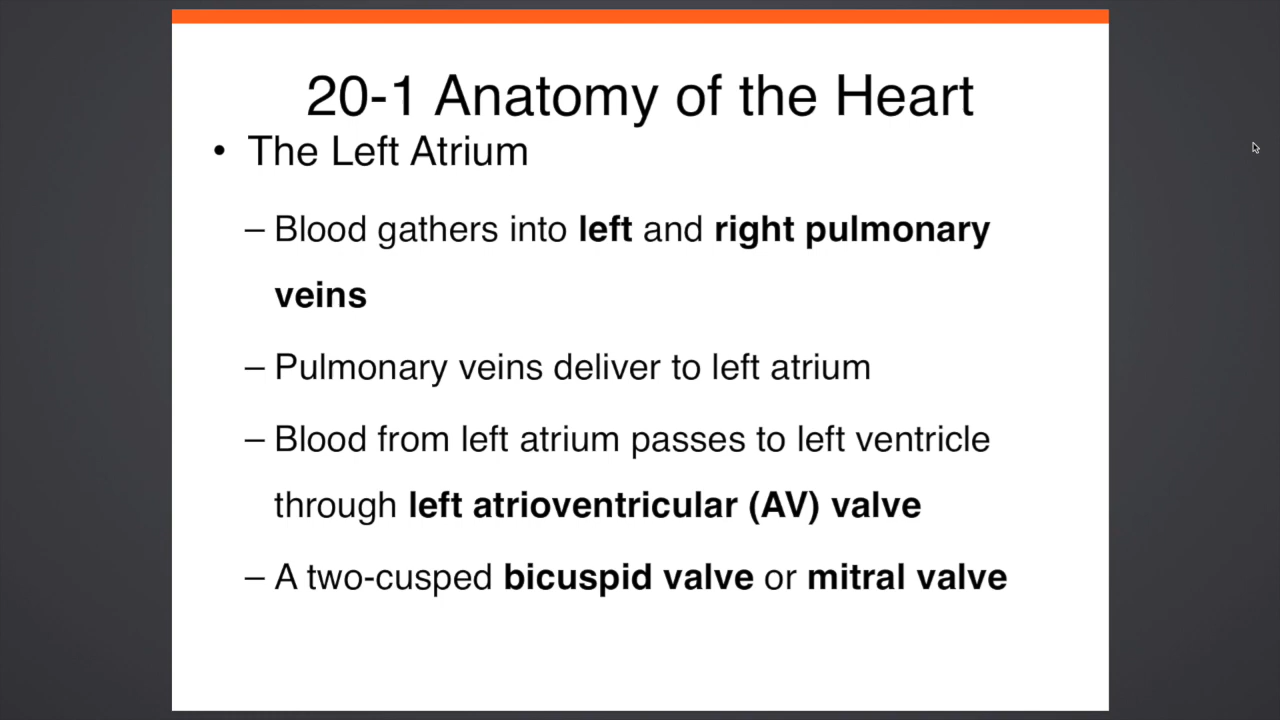 20-1 Anatomy of the Heart
• The Left Atrium
– Blood gathers into left and right pulmonary
veins
– Pulmonary veins deliver to left atrium
– Blood from left atrium passes to left ventricle
through left atrioventricular (AV) valve
– A two-cusped bicuspid valve or mitral valve